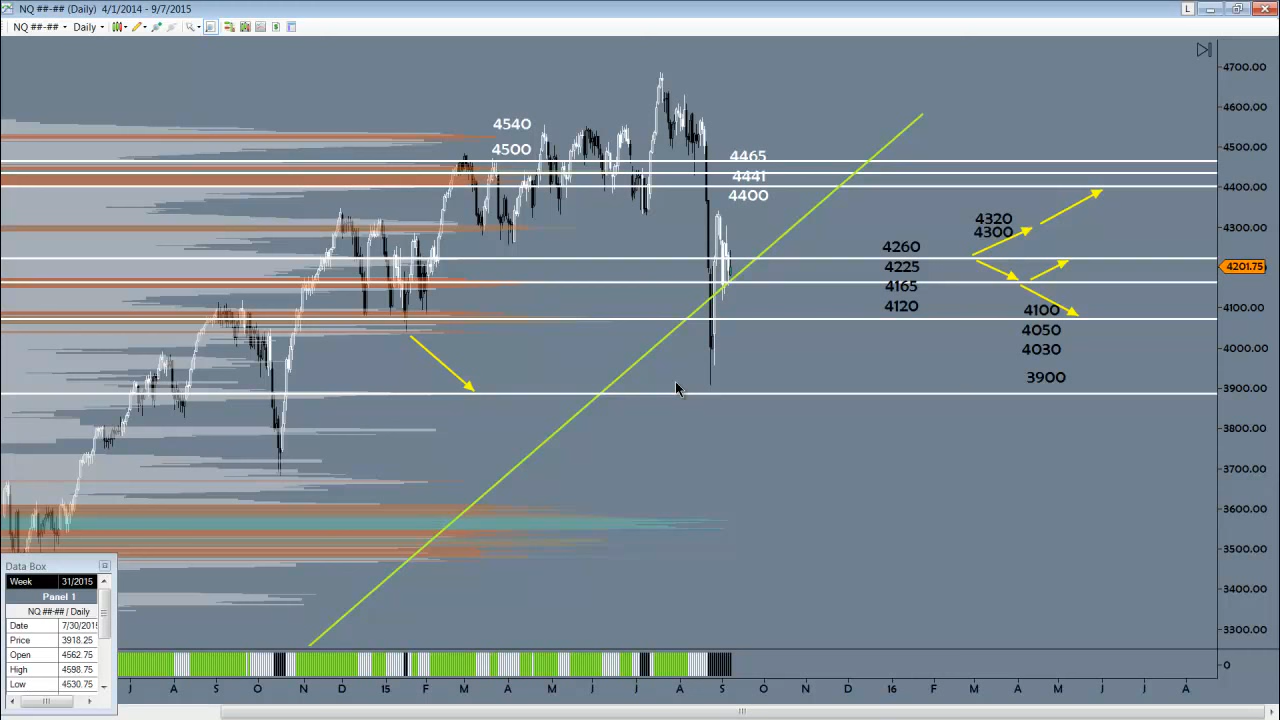 NQ ##-## (Daily) 4/1/2014 - 9/7/2015
L
NQ ##-## Daily
4700.00
4600.00
4500.00
4400.00
4300.00
4201.75
4100.00
4000.00
3900.00
3800.00
3700.00
3600.00
3500.00
3400.00
3300.00
0
4540
4500
4465
4441
4400
4320
4300
4260
4225
4165
4120
4100
4050
4030
3900
Data Box
Week 31/2015
Panel 1
NQ ##-## / Daily
Date 7/30/2015
Price 3918.25
Open 4562.75
High 4598.75
Low 4530.75
J A S O N D 15 F M A M J J A S O N D 16 F M A M J J A